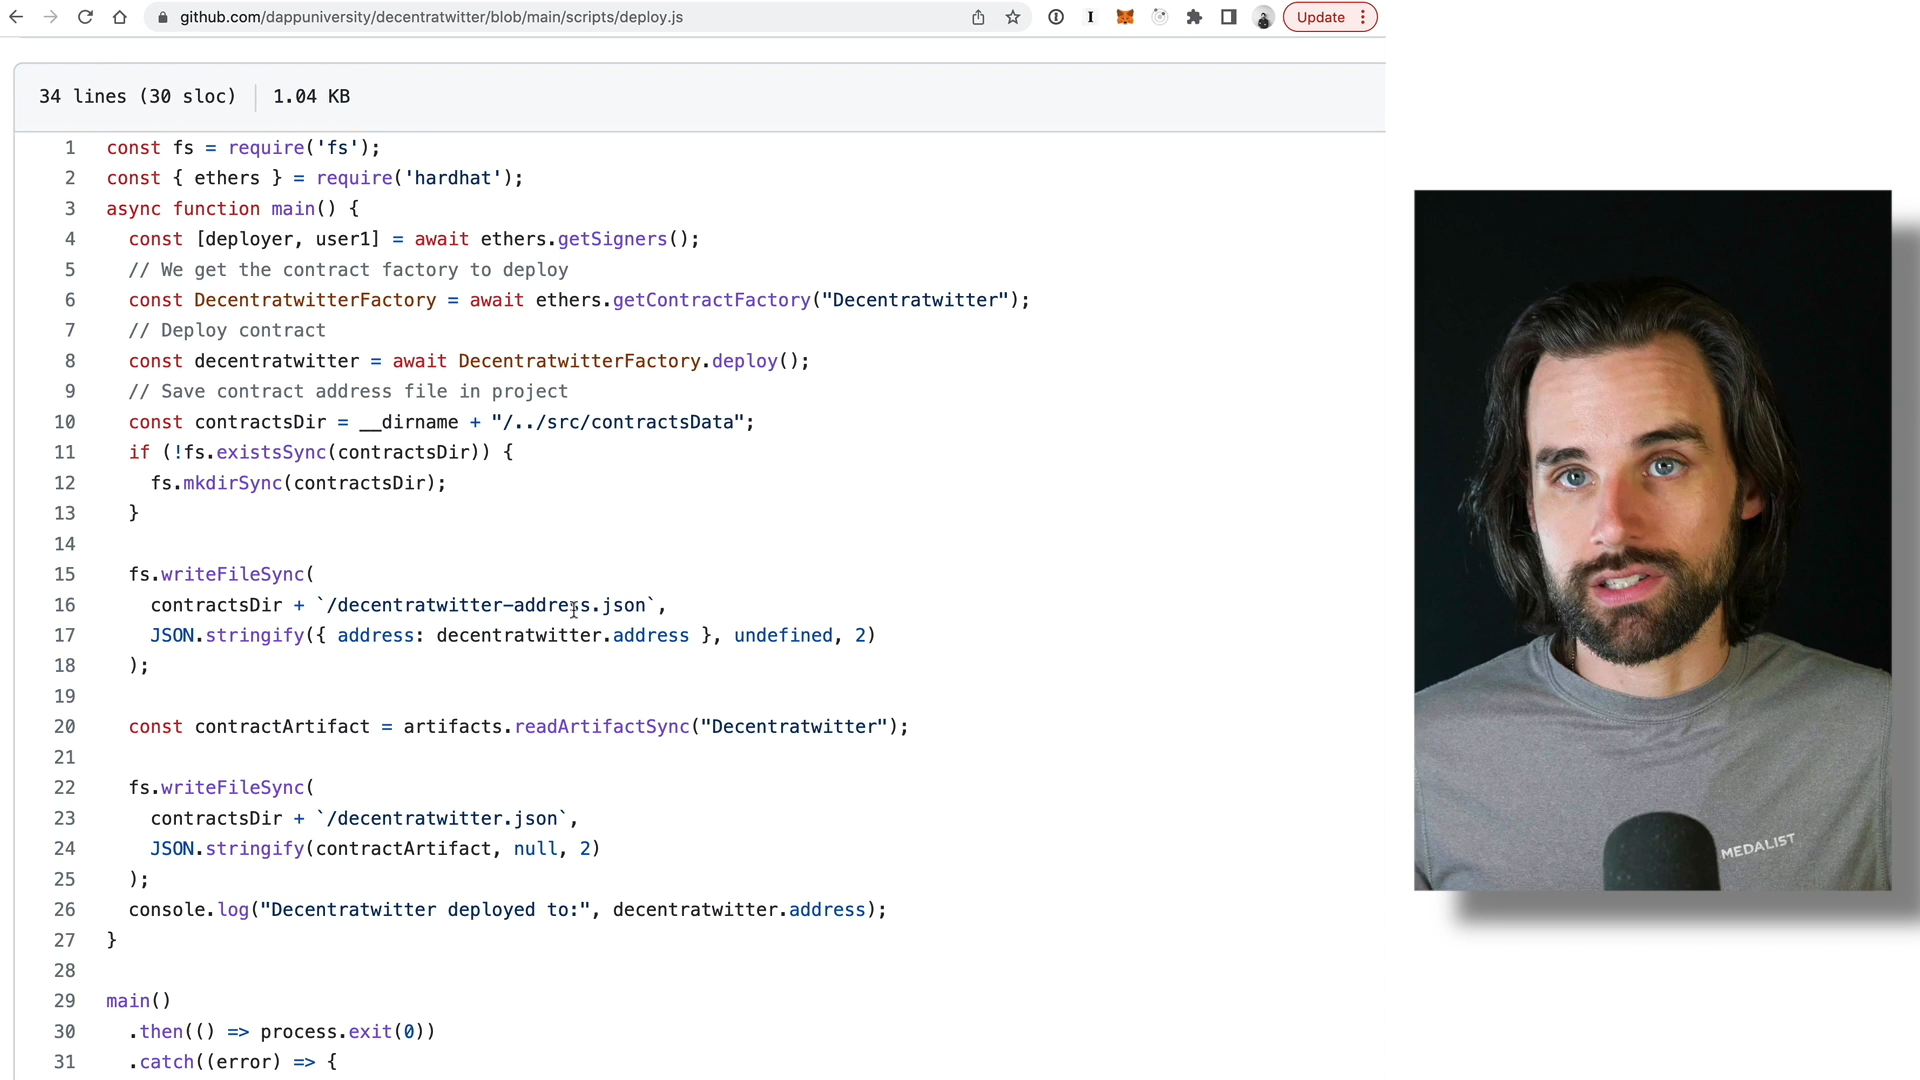 github.com/dappuniversity/decentratwitter/blob/main/scripts/deploy.js
Update
34 lines (30 sloc) 1.04 KB
1 const fs = require('fs');
2 const { ethers } = require('hardhat');
3 async function main() {
4 const [deployer, user1] = await ethers.getSigners();
5 // We get the contract factory to deploy
6 const DecentratwitterFactory = await ethers.getContractFactory("Decentratwitter");
7 // Deploy contract
8 const decentratwitter = await DecentratwitterFactory.deploy();
9 // Save contract address file in project
10 const contractsDir = __dirname + "/../src/contractsData";
11 if (!fs.existsSync(contractsDir)) {
12 fs.mkdirSync(contractsDir);
13 }
14
15 fs.writeFileSync(
16 contractsDir + `/decentratwitter-address.json`,
17 JSON.stringify({ address: decentratwitter.address }, undefined, 2)
18 );
19
20 const contractArtifact = artifacts.readArtifactSync("Decentratwitter");
21
22 fs.writeFileSync(
23 contractsDir + `/decentratwitter.json`,
24 JSON.stringify(contractArtifact, null, 2)
25 );
26 console.log("Decentratwitter deployed to:", decentratwitter.address);
27 }
28
29 main()
30 .then(() => process.exit(0))
31 .catch((error) => {
MEDALIST